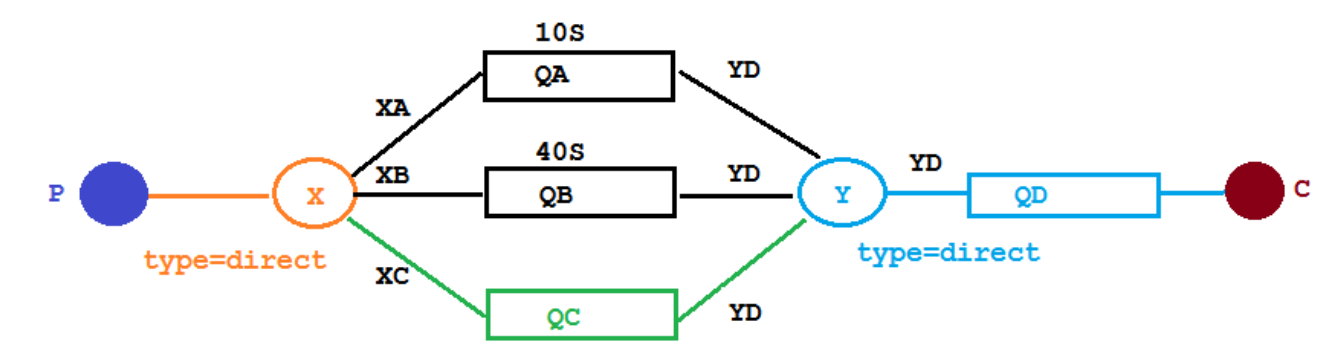 10S
QA
YD
XA
40S
XB
QB
YD
YD
P
X
Y
QD
C
type=direct
type=direct
XC
QC
YD